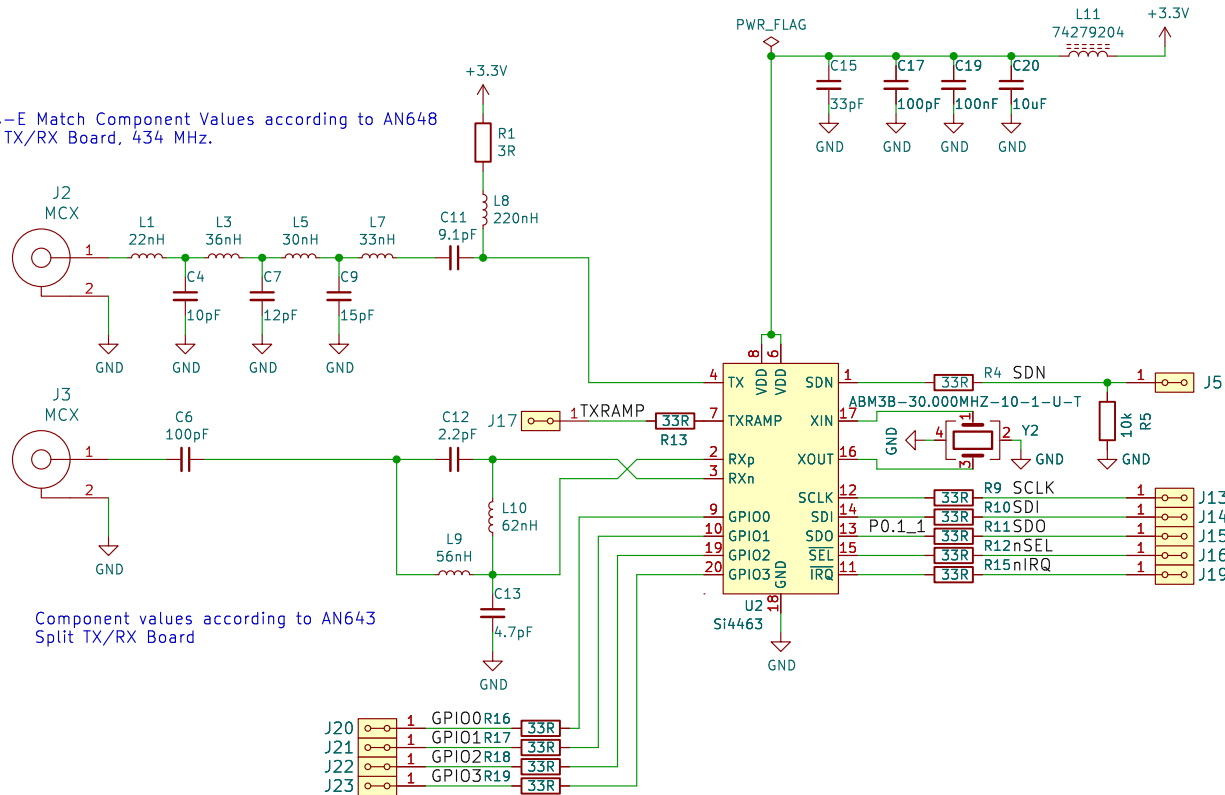 PWR_FLAG
L11
74279204
+3.3V
C15
33pF
GND
C17
100pF
GND
C19
100nF
GND
C20
10uF
GND
+3.3V
R1
3R
L8
220nH
-E Match Component Values according to AN648
TX/RX Board, 434 MHz.
J2
MCX
1
2
GND
L1
22nH
L3
36nH
L5
30nH
L7
33nH
C11
9.1pF
C4
10pF
GND
C7
12pF
GND
C9
15pF
GND
J3
MCX
1
2
GND
C6
100pF
C12
2.2pF
L10
62nH
L9
56nH
C13
4.7pF
GND
Component values according to AN643
Split TX/RX Board
J17
1
TXRAMP
33R
R13
8
6
VDD
VDD
4
TX
7
TXRAMP
2
RXp
3
RXn
9
GPIO0
10
GPIO1
19
GPIO2
20
GPIO3
SDN
1
XIN
17
XOUT
16
SCLK
12
SDI
14
SDO
13
SEL
15
IRQ
11
GND
18
U2
Si4463
GND
33R
R4
SDN
1
J5
10k
R5
GND
ABM3B-30.000MHZ-10-1-U-T
GND
4
1
3
2
Y2
GND
33R
R9
SCLK
1
J13
33R
R10
SDI
1
J14
P0.1_1
33R
R11
SDO
1
J15
33R
R12
nSEL
1
J16
33R
R15
nIRQ
1
J19
J20
1
GPIO0
R16
33R
J21
1
GPIO1
R17
33R
J22
1
GPIO2
R18
33R
J23
1
GPIO3
R19
33R